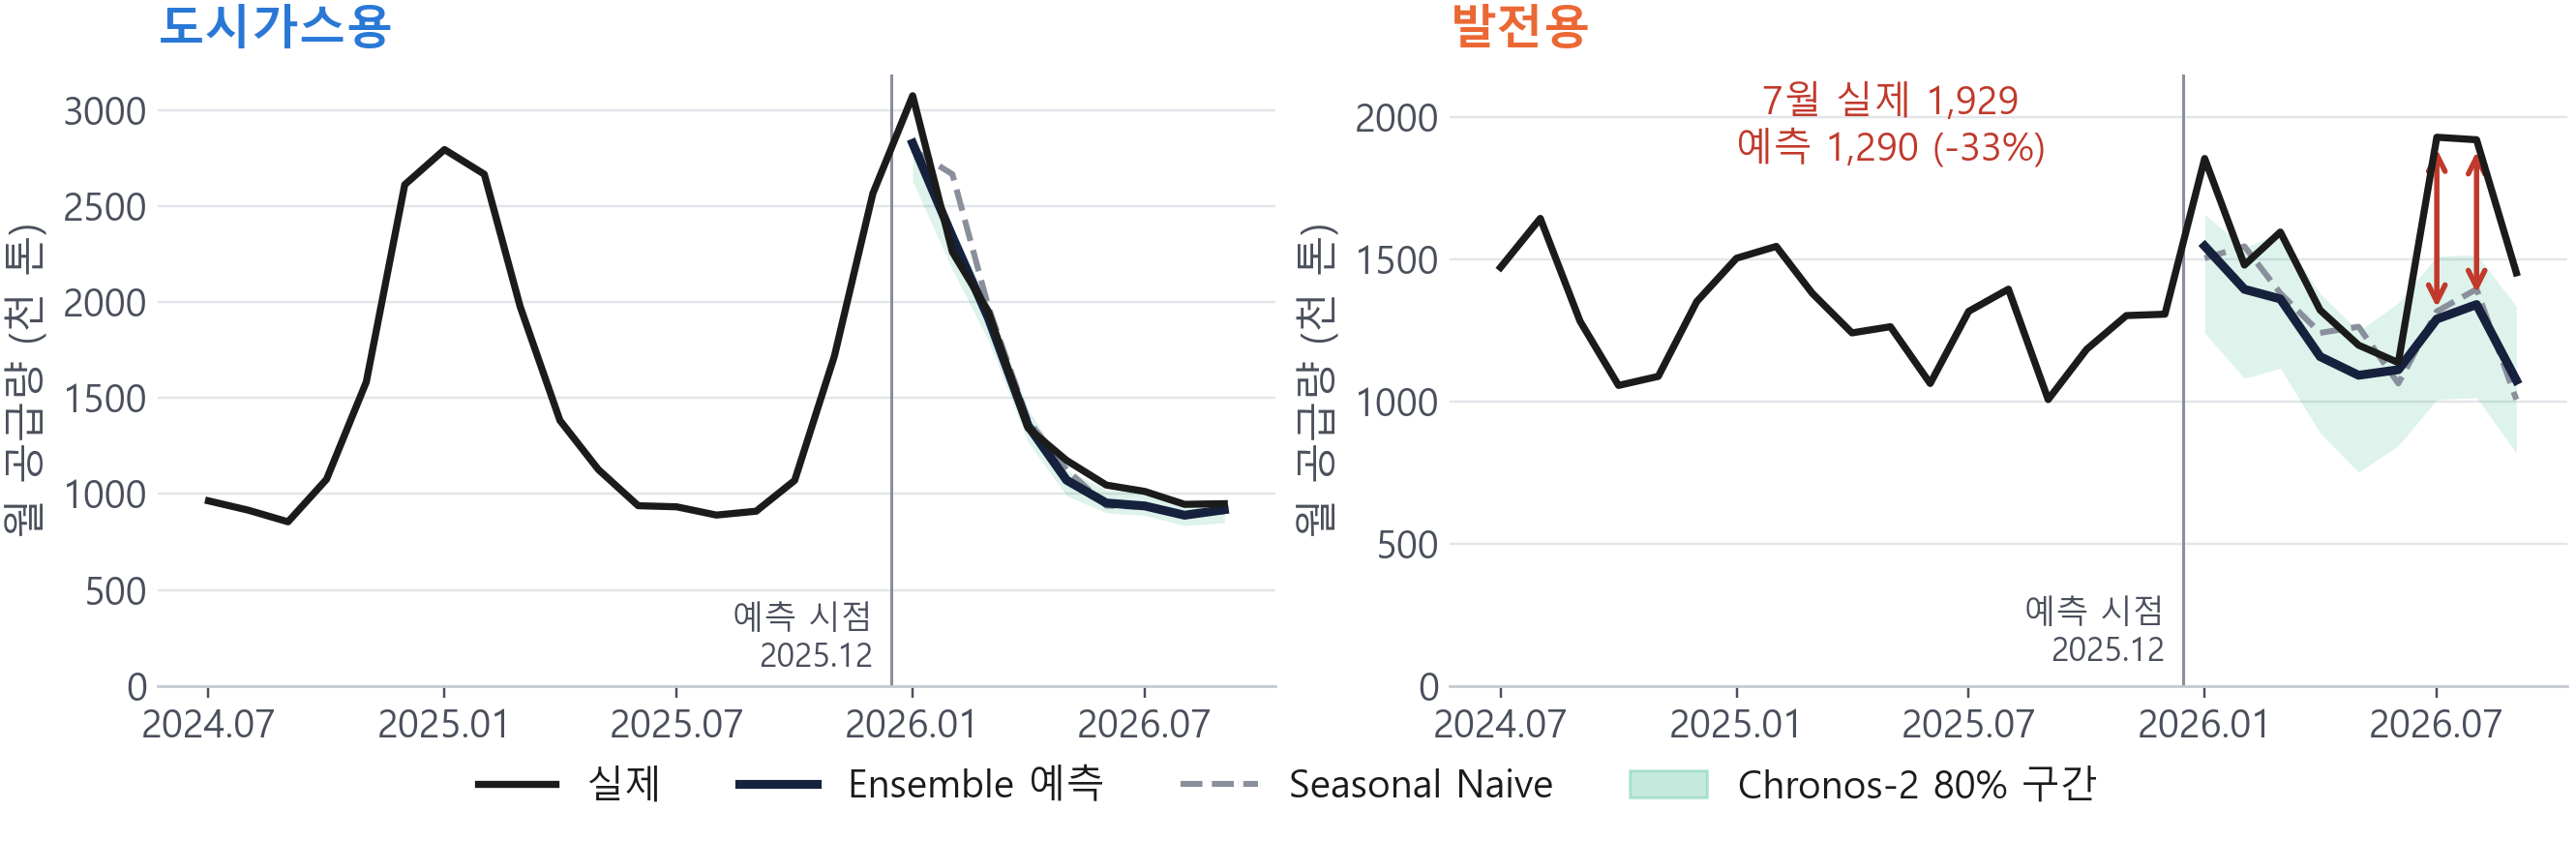 도시가스용
월 공급량 (천 톤)
3000
2500
2000
1500
1000
500
0
예측 시점
2025.12
2024.07
2025.01
2025.07
2026.01
2026.07
발전용
월 공급량 (천 톤)
2000
1500
1000
500
0
7월 실제 1,929
예측 1,290 (-33%)
예측 시점
2025.12
2024.07
2025.01
2025.07
2026.01
2026.07
실제
Ensemble 예측
Seasonal Naive
Chronos-2 80% 구간